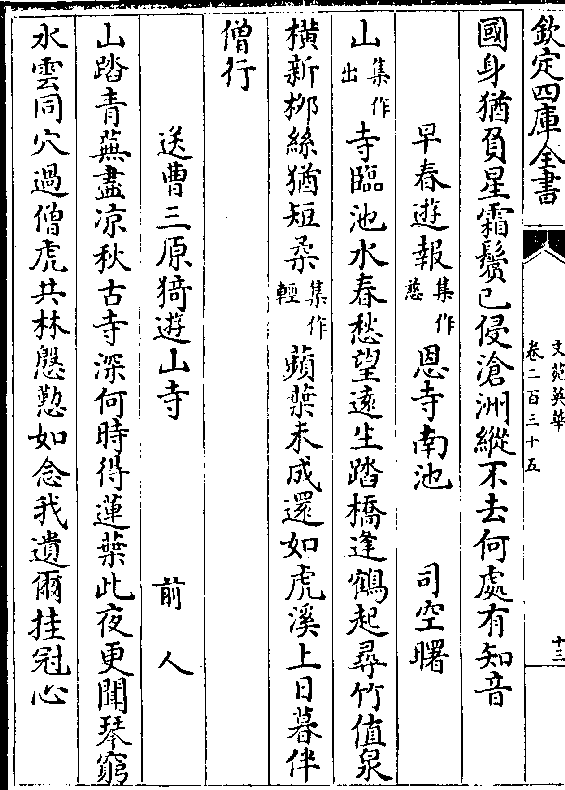 欽定四庫全書
文苑英華
卷二百三十五
十三
國身猶負星霜鬢已侵滄洲縱不去何處有知音
早春遊報集作慈恩寺南池 司空曙
山集作出寺臨池水春愁望逺生踏橋逢鶴起尋竹值泉
橫新柳絲猶短柔集作輕蘋葉未成還如虎溪上日暮伴
僧行
送曹三原猗遊山寺 前人
山踏青蕪盡凉秋古寺深何時得蓮葉此夜更聞琴窮
水雲同穴過僧虎共林慇懃如念我遺爾挂冠心